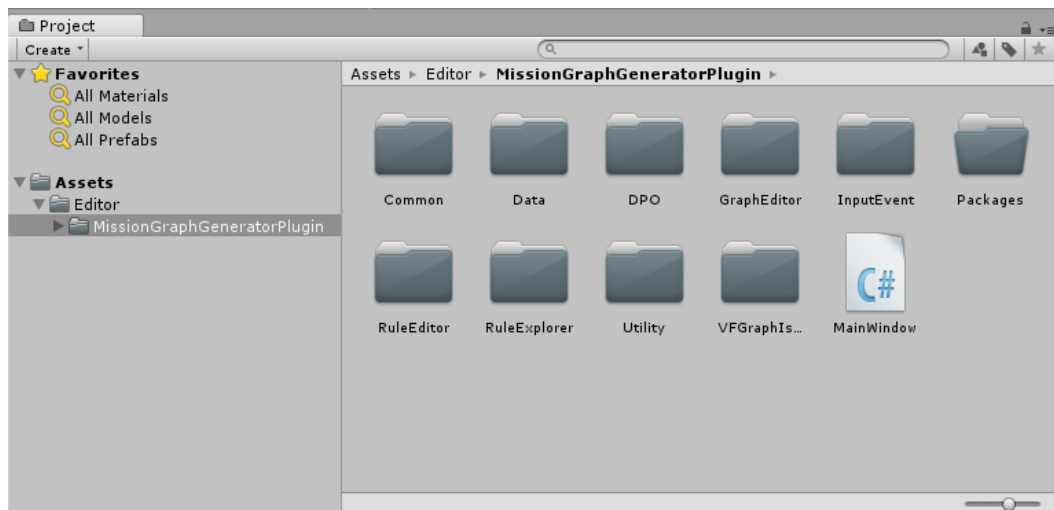 Project
Create
Favorites
All Materials
All Models
All Prefabs
Assets
Editor
MissionGraphGeneratorPlugin
Assets Editor MissionGraphGeneratorPlugin
Common Data DPO GraphEditor InputEvent Packages
C#
RuleEditor RuleExplorer Utility VFGraphIs... MainWindow